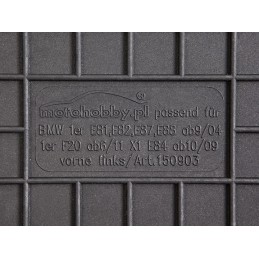 motohobby.pl passend für
BMW 1er E81,E82,E87,E88 ab9/04
1er F20 ab6/11 X1 E84 ab10/09
vorne links/Art.150903